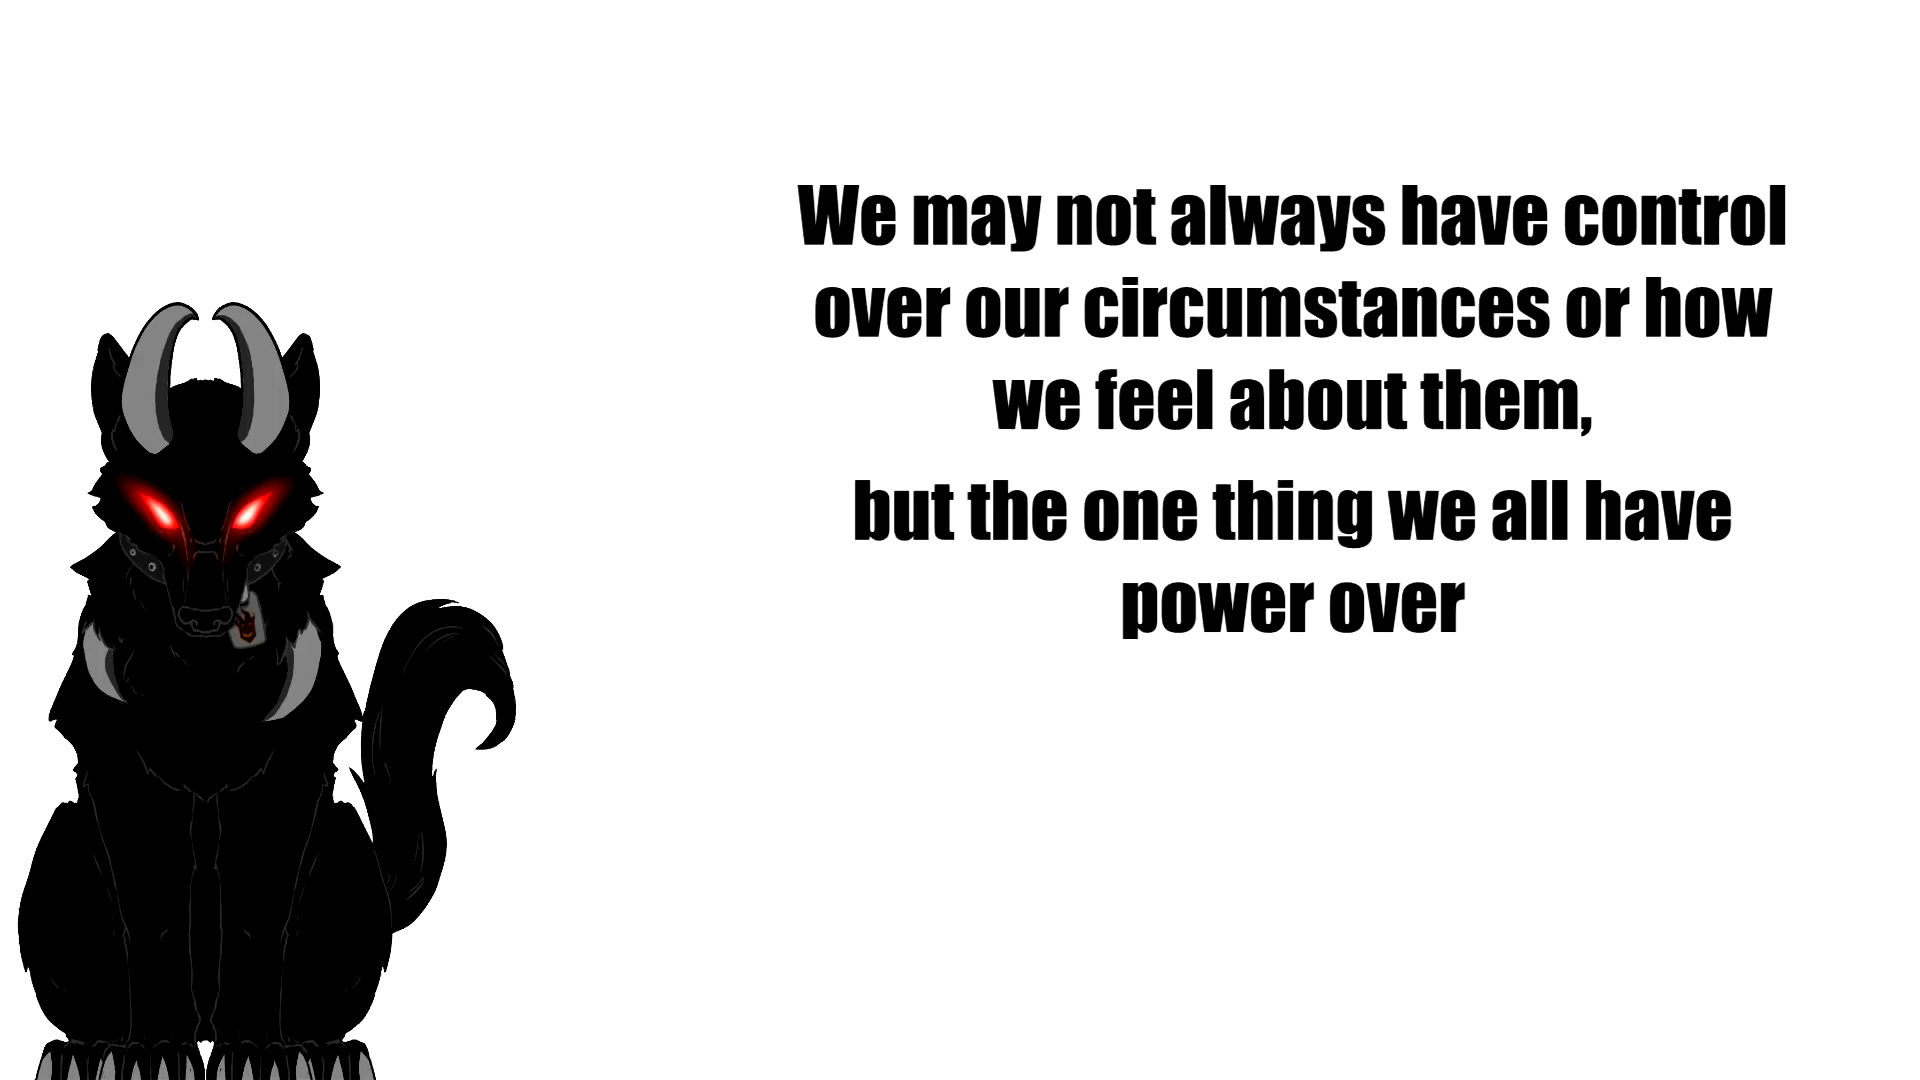 We may not always have control
over our circumstances or how
we feel about them,
but the one thing we all have
power over